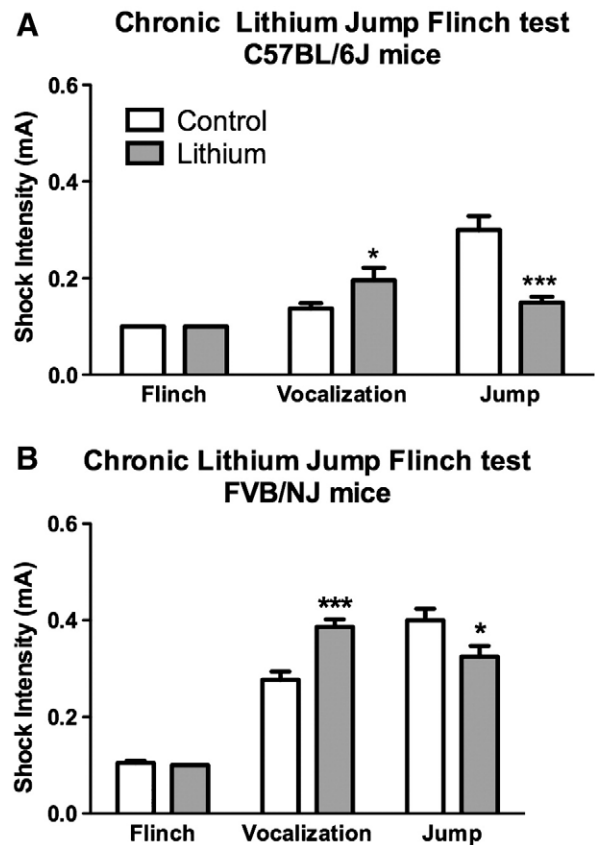 A
Chronic Lithium Jump Flinch test
C57BL/6J mice
Shock Intensity (mA)
0.6
0.4
0.2
0.0
Control
Lithium
*
***
Flinch
Vocalization
Jump
B
Chronic Lithium Jump Flinch test
FVB/NJ mice
Shock Intensity (mA)
0.6
0.4
0.2
0.0
***
*
Flinch
Vocalization
Jump